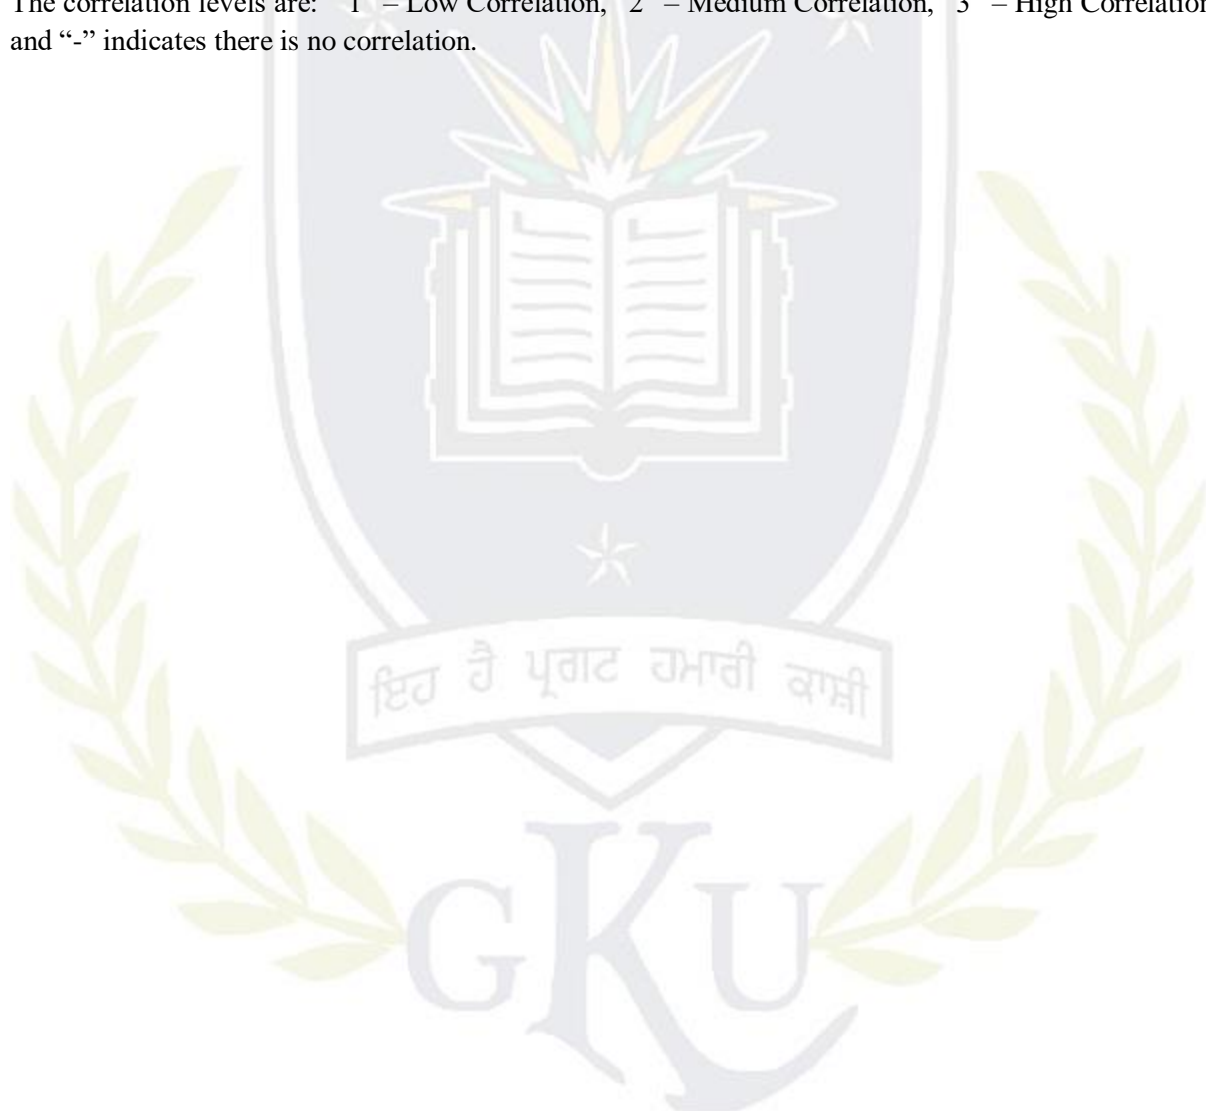 The correlation levels are: “1” – Low Correlation, “2” – Medium Correlation, “3” – High Correlation
and “-” indicates there is no correlation.
ਇਹ ਹੈ ਪ੍ਰਗਟ ਹਮਾਰੀ ਕਾਸ਼ੀ
GKU